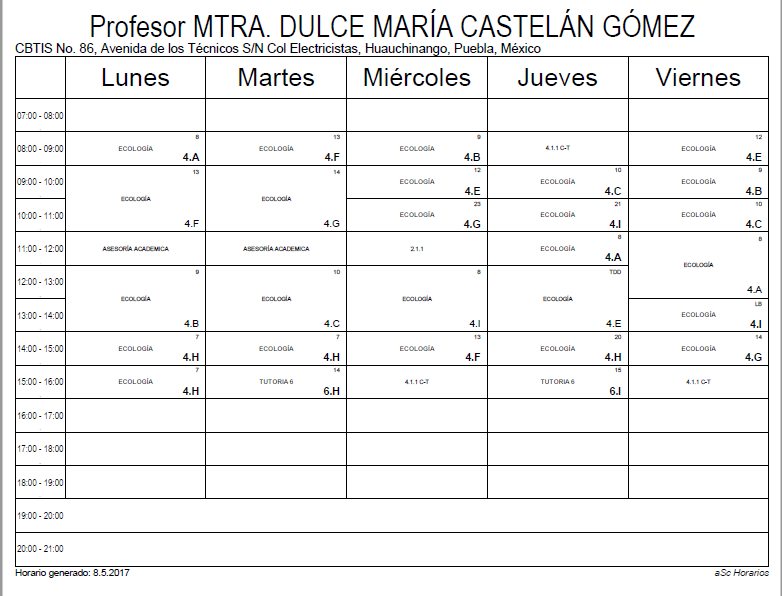 Profesor MTRA. DULCE MARÍA CASTELÁN GÓMEZ
CBTIS No. 86, Avenida de los Técnicos S/N Col Electricistas, Huauchinango, Puebla, México
Lunes Martes Miércoles Jueves Viernes
07:00 - 08:00
8 13 9 12
08:00 - 09:00 ECOLOGÍA ECOLOGÍA ECOLOGÍA 4.1.1 C-T ECOLOGÍA
4.A 4.F 4.B 4.E
13 14 12 10 9
09:00 - 10:00 ECOLOGÍA ECOLOGÍA ECOLOGÍA
4.E 4.C 4.B
ECOLOGÍA ECOLOGÍA
23 21 10
10:00 - 11:00 ECOLOGÍA ECOLOGÍA ECOLOGÍA
4.F 4.G 4.G 4.I 4.C
8 8
11:00 - 12:00 ASESORÍA ACADEMICA ASESORÍA ACADEMICA 2.1.1 ECOLOGÍA
4.A
ECOLOGÍA
9 10 8 TDD
12:00 - 13:00
4.A
ECOLOGÍA ECOLOGÍA ECOLOGÍA ECOLOGÍA
LB
13:00 - 14:00 ECOLOGÍA
4.B 4.C 4.I 4.E 4.I
7 7 13 20 14
14:00 - 15:00 ECOLOGÍA ECOLOGÍA ECOLOGÍA ECOLOGÍA ECOLOGÍA
4.H 4.H 4.F 4.H 4.G
7 14 15
15:00 - 16:00 ECOLOGÍA TUTORIA 6 4.1.1 C-T TUTORIA 6 4.1.1 C-T
4.H 6.H 6.I
16:00 - 17:00
17:00 - 18:00
18:00 - 19:00
19:00 - 20:00
20:00 - 21:00
Horario generado: 8.5.2017 aSc Horarios